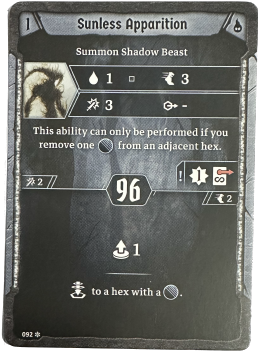 1 Sunless Apparition
Summon Shadow Beast
1 3
3 -
This ability can only be performed if you
remove one from an adjacent hex.
2 96 !
2
1
to a hex with a .
092